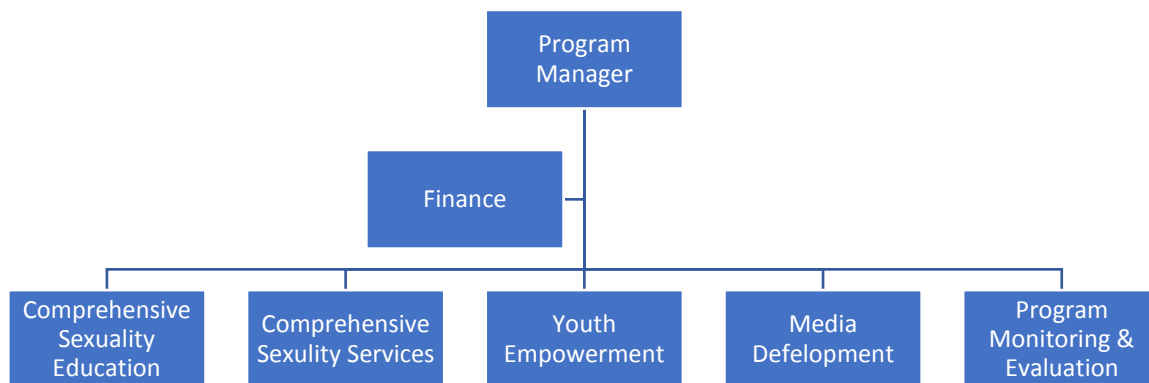 Program
Manager
Finance
Comprehensive
Sexuality
Education
Comprehensive
Sexulity Services
Youth
Empowerment
Media
Defelopment
Program
Monitoring &
Evaluation